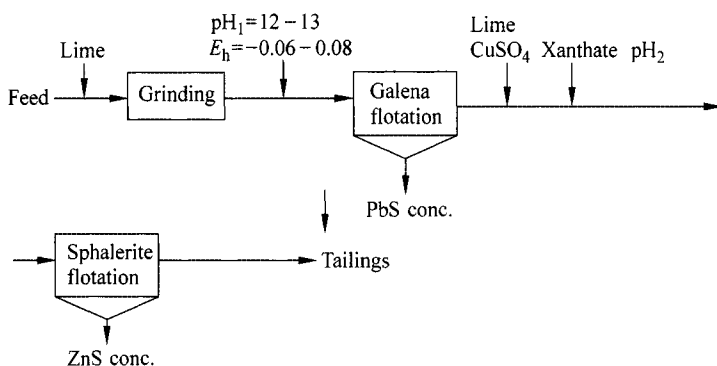 pH₁=12−13
Eₕ=−0.06−0.08
Lime
Lime
CuSO₄ Xanthate pH₂
Feed
Grinding
Galena
flotation
PbS conc.
Sphalerite
flotation
Tailings
ZnS conc.